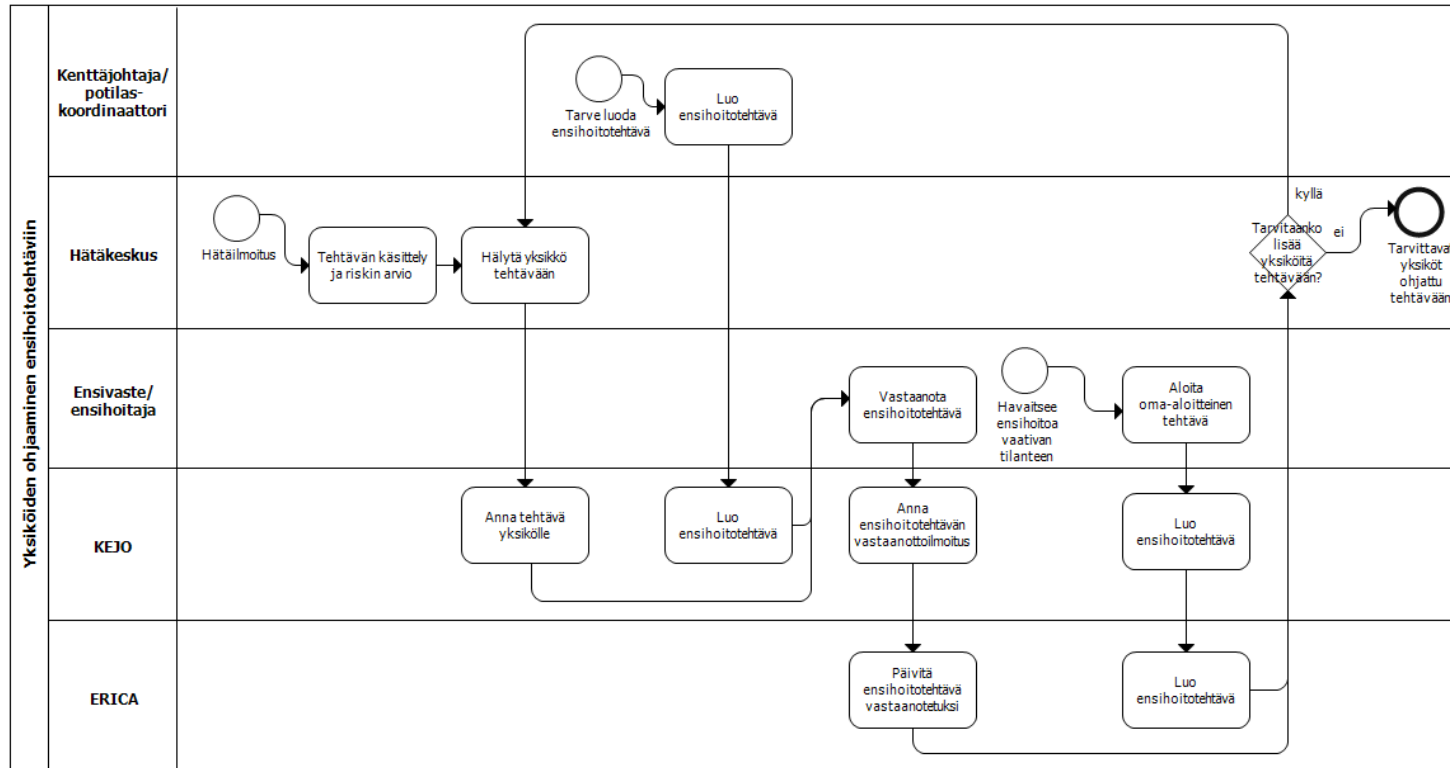 Yksiköiden ohjaaminen ensihoitotehtäviin
Kenttäjohtaja/
potilas-
koordinaattori
Tarve luoda
ensihoitotehtävä
Luo
ensihoitotehtävä
Hätäkeskus
Hätäilmoitus
Tehtävän käsittely
ja riskin arvio
Hälytä yksikkö
tehtävään
kyllä
Tarvitaanko
lisää
yksiköitä
tehtävään?
ei
Tarvittavat
yksiköt
ohjattu
tehtävään
Ensivaste/
ensihoitaja
Vastaanota
ensihoitotehtävä
Havaitsee
ensihoitoa
vaativan
tilanteen
Aloita
oma-aloitteinen
tehtävä
KEJO
Anna tehtävä
yksikölle
Luo
ensihoitotehtävä
Anna
ensihoitotehtävän
vastaanottoilmoitus
Luo
ensihoitotehtävä
ERICA
Päivitä
ensihoitotehtävä
vastaanotetuksi
Luo
ensihoitotehtävä